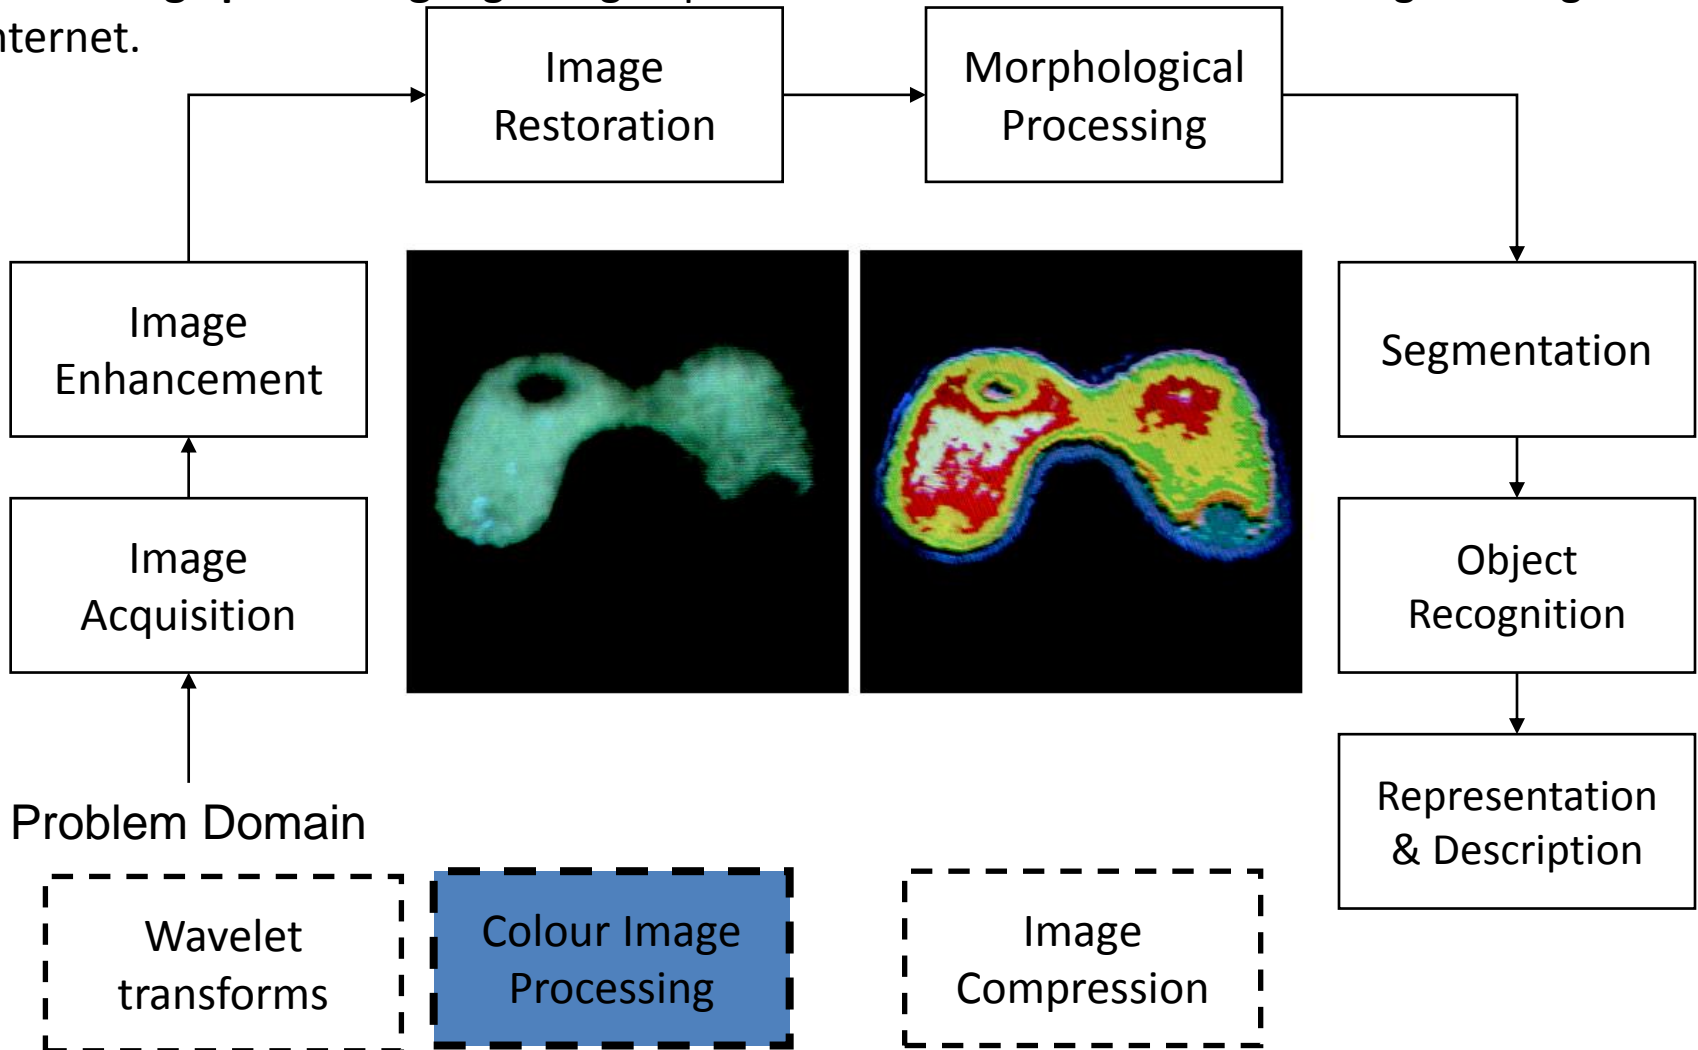 nternet.
Image
Restoration
Morphological
Processing
Image
Enhancement
Segmentation
Image
Acquisition
Object
Recognition
Representation
& Description
Problem Domain
Wavelet
transforms
Colour Image
Processing
Image
Compression